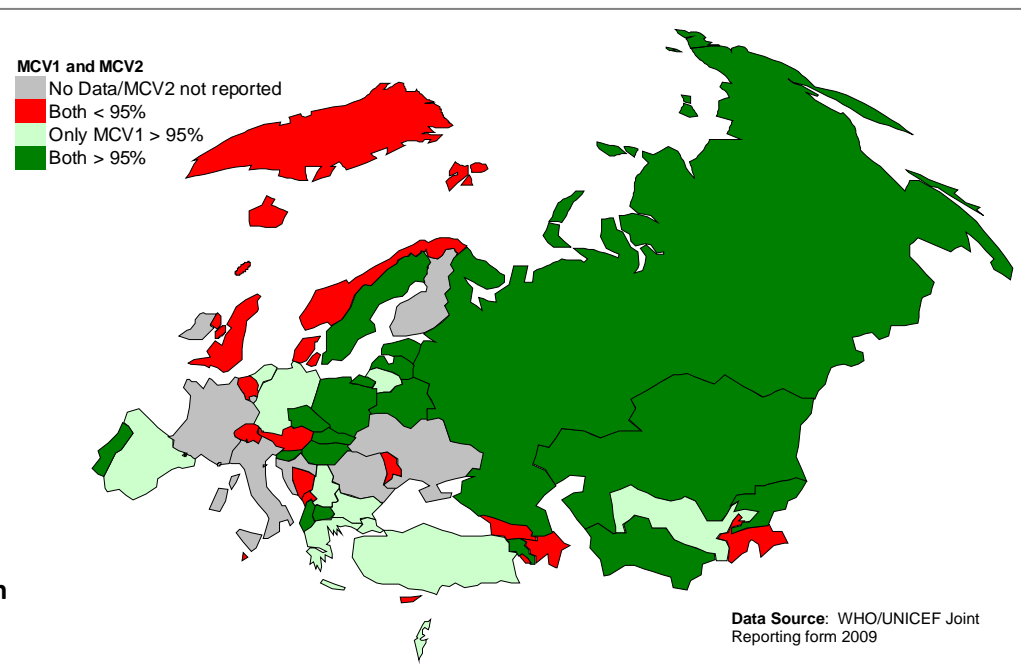 MCV1 and MCV2
No Data/MCV2 not reported
Both < 95%
Only MCV1 > 95%
Both > 95%
n
Data Source: WHO/UNICEF Joint
Reporting form 2009